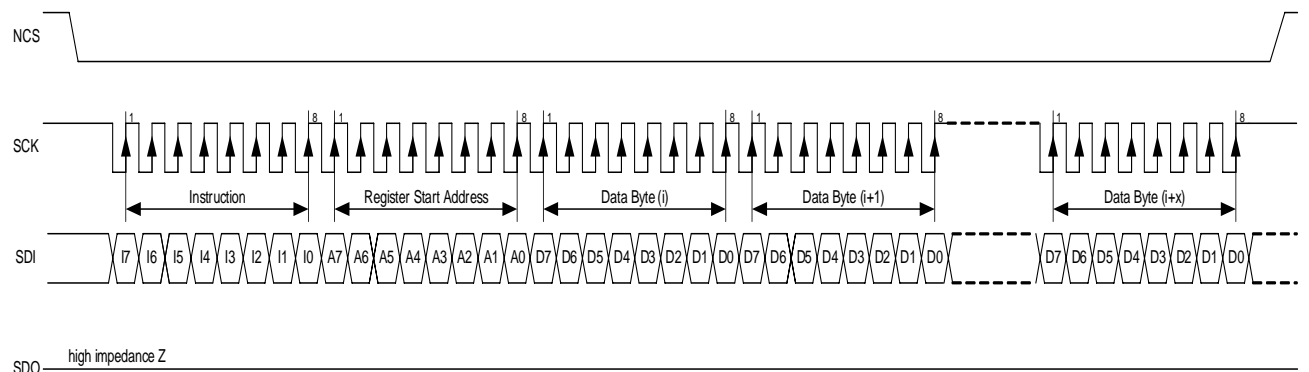 NCS
1 8 1 8 1 8 1 8 1 8
SCK
Instruction Register Start Address Data Byte (i) Data Byte (i+1) Data Byte (i+x)
SDI I7 I6 I5 I4 I3 I2 I1 I0 A7 A6 A5 A4 A3 A2 A1 A0 D7 D6 D5 D4 D3 D2 D1 D0 D7 D6 D5 D4 D3 D2 D1 D0 D7 D6 D5 D4 D3 D2 D1 D0
high impedance Z
SDO